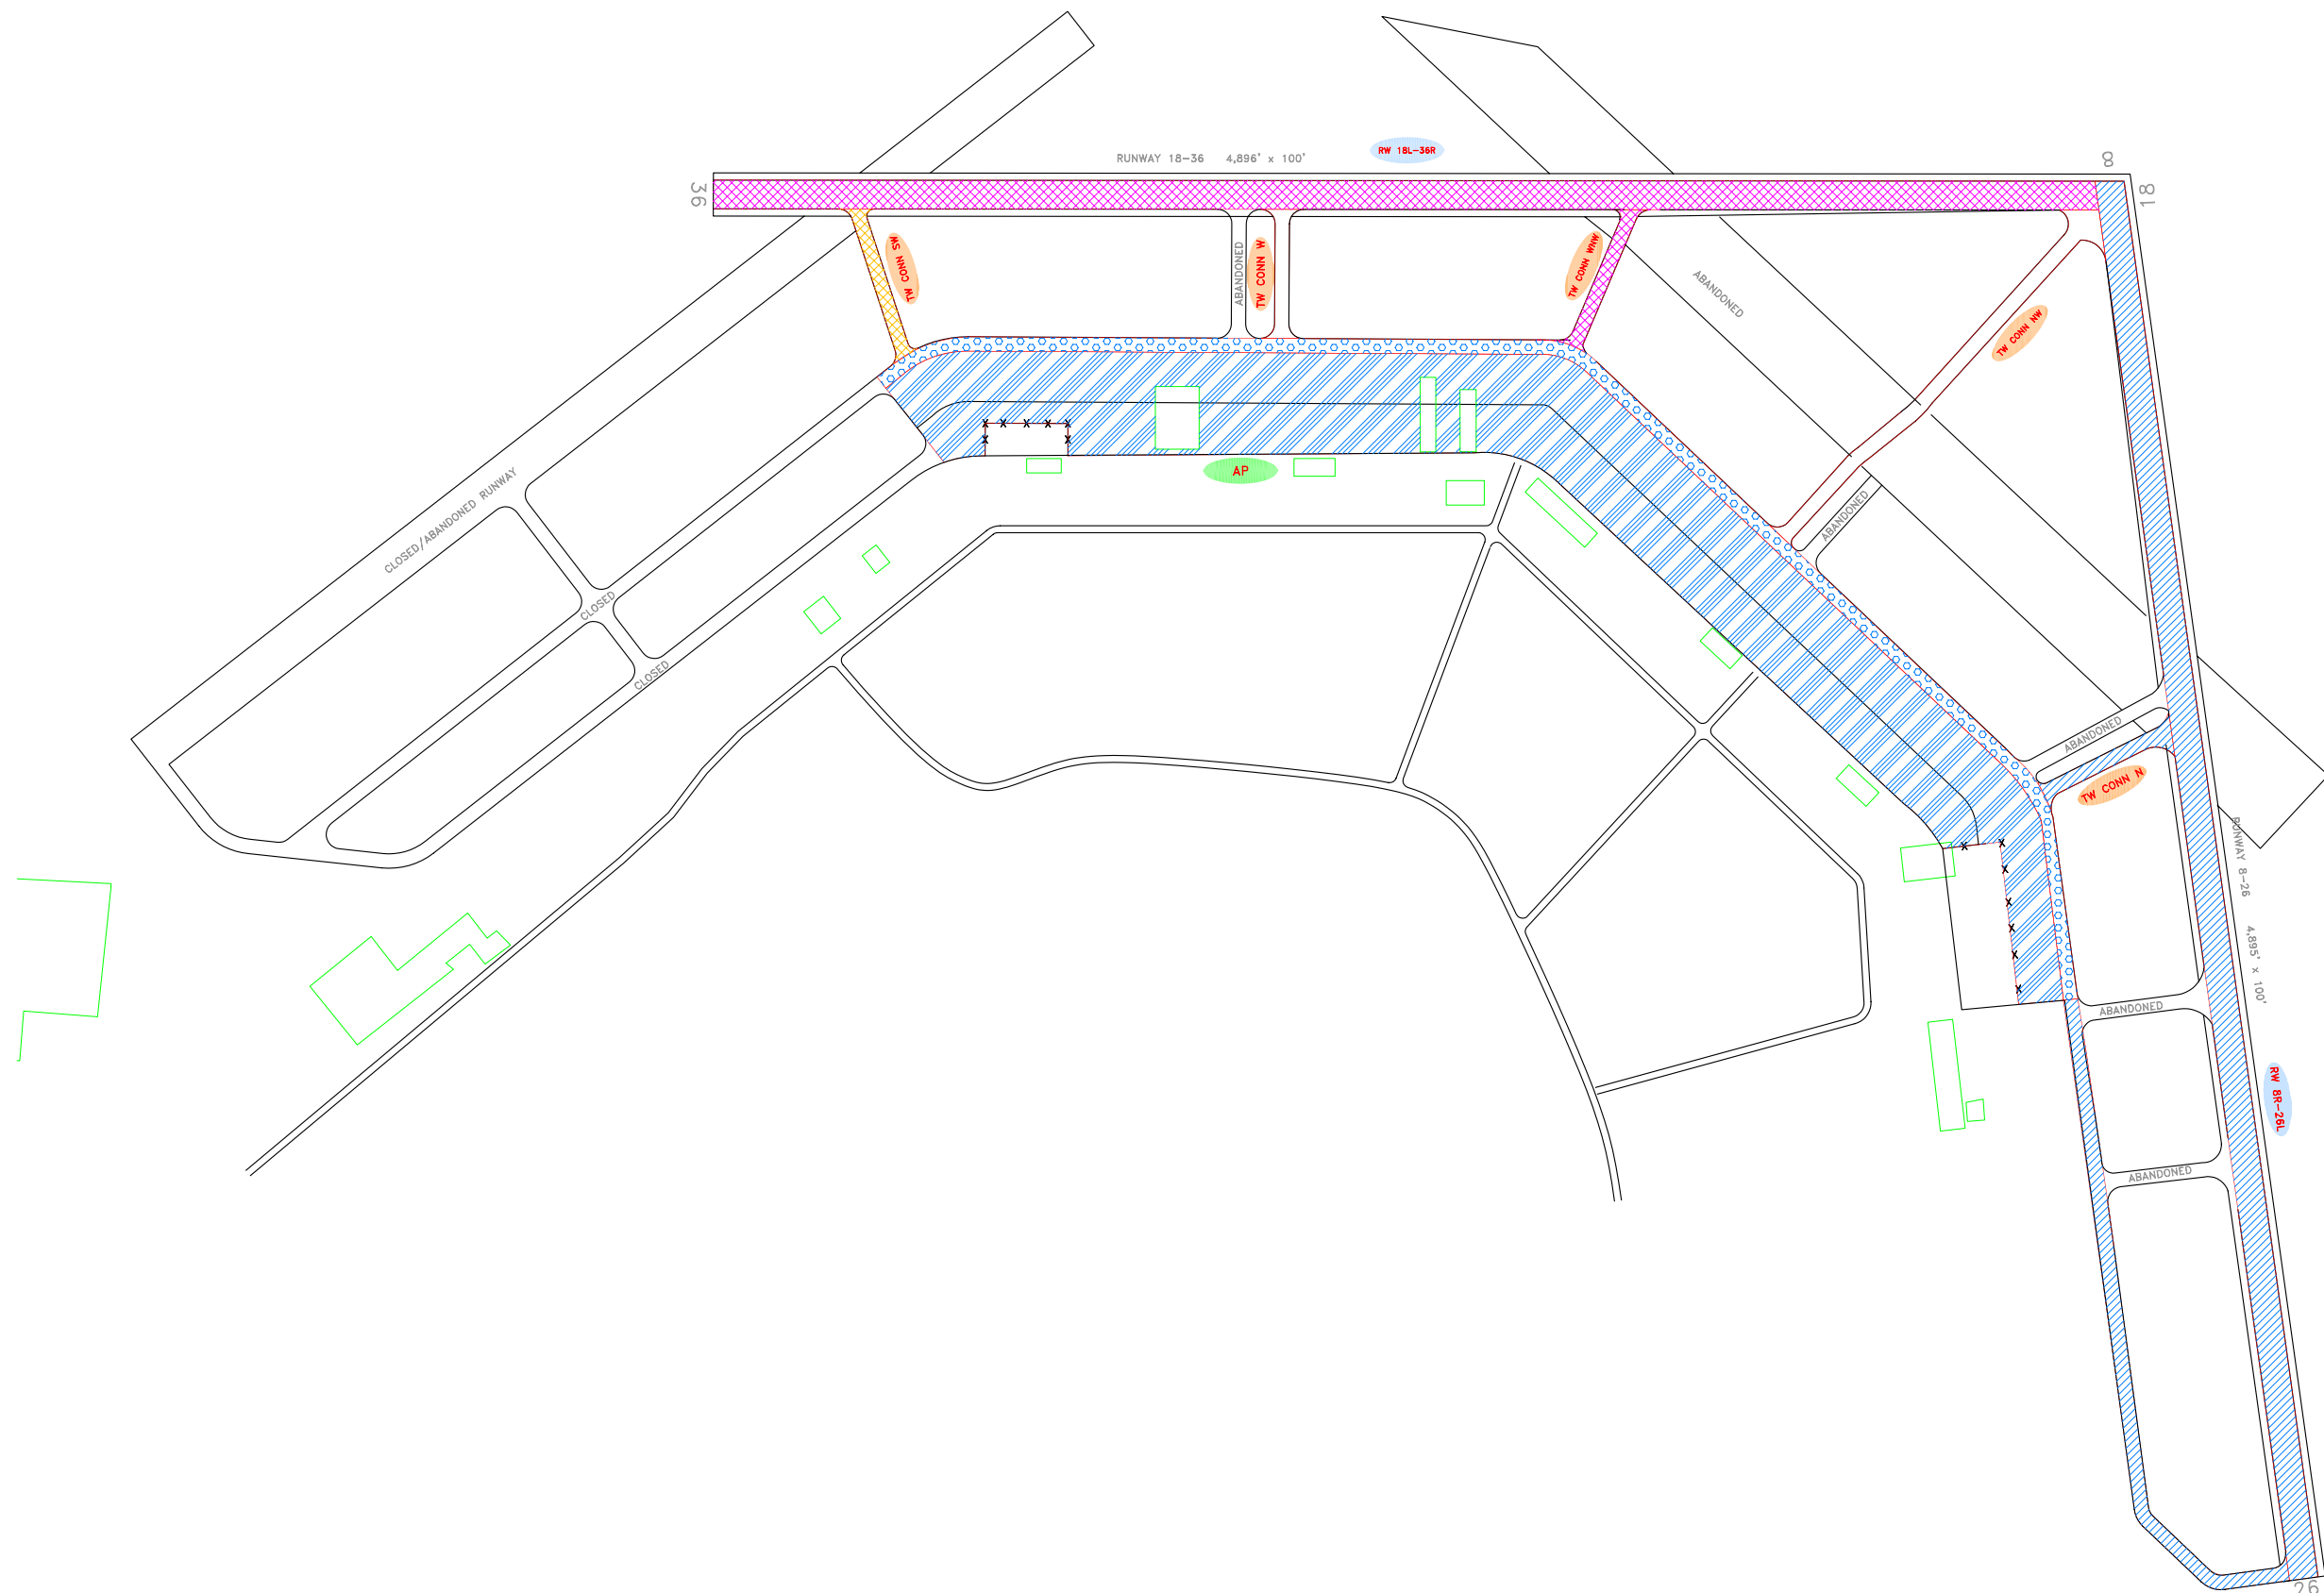 RW 18L-36R
RUNWAY 18-36 4,896' x 100'
8
18
36
TW CONN SW
ABANDONED
TW CONN W
TW CONN WNW
ABANDONED
TW CONN NW
CLOSED/ABANDONED RUNWAY
AP
ABANDONED
CLOSED
CLOSED
ABANDONED
TW CONN N
RUNWAY 8-26 4,895' x 100'
ABANDONED
RW 8R-26L
ABANDONED
26